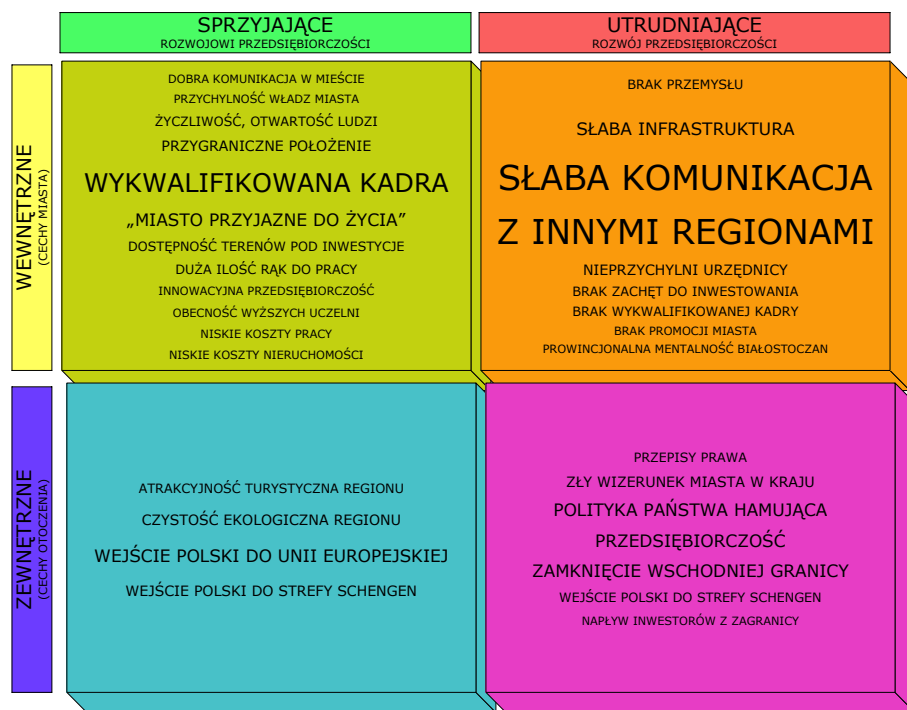 SPRZYJAJĄCE
ROZWOJOWI PRZEDSIĘBIORCZOŚCI
UTRUDNIAJĄCE
ROZWÓJ PRZEDSIĘBIORCZOŚCI
WEWNĘTRZNE
(CECHY MIASTA)
DOBRA KOMUNIKACJA W MIEŚCIE
PRZYCHYLNOŚĆ WŁADZ MIASTA
ŻYCZLIWOŚĆ, OTWARTOŚĆ LUDZI
PRZYGRANICZNE POŁOŻENIE
WYKWALIFIKOWANA KADRA
„MIASTO PRZYJAZNE DO ŻYCIA”
DOSTĘPNOŚĆ TERENÓW POD INWESTYCJE
DUŻA ILOŚĆ RĄK DO PRACY
INNOWACYJNA PRZEDSIĘBIORCZOŚĆ
OBECNOŚĆ WYŻSZYCH UCZELNI
NISKIE KOSZTY PRACY
NISKIE KOSZTY NIERUCHOMOŚCI
BRAK PRZEMYSŁU
SŁABA INFRASTRUKTURA
SŁABA KOMUNIKACJA
Z INNYMI REGIONAMI
NIEPRZYCHYLNI URZĘDNICY
BRAK ZACHĘT DO INWESTOWANIA
BRAK WYKWALIFIKOWANEJ KADRY
BRAK PROMOCJI MIASTA
PROWINCJONALNA MENTALNOŚĆ BIAŁOSTOCZAN
ZEWNĘTRZNE
(CECHY OTOCZENIA)
ATRAKCYJNOŚĆ TURYSTYCZNA REGIONU
CZYSTOŚĆ EKOLOGICZNA REGIONU
WEJŚCIE POLSKI DO UNII EUROPEJSKIEJ
WEJŚCIE POLSKI DO STREFY SCHENGEN
PRZEPISY PRAWA
ZŁY WIZERUNEK MIASTA W KRAJU
POLITYKA PAŃSTWA HAMUJĄCA
PRZEDSIĘBIORCZOŚĆ
ZAMKNIĘCIE WSCHODNIEJ GRANICY
WEJŚCIE POLSKI DO STREFY SCHENGEN
NAPŁYW INWESTORÓW Z ZAGRANICY